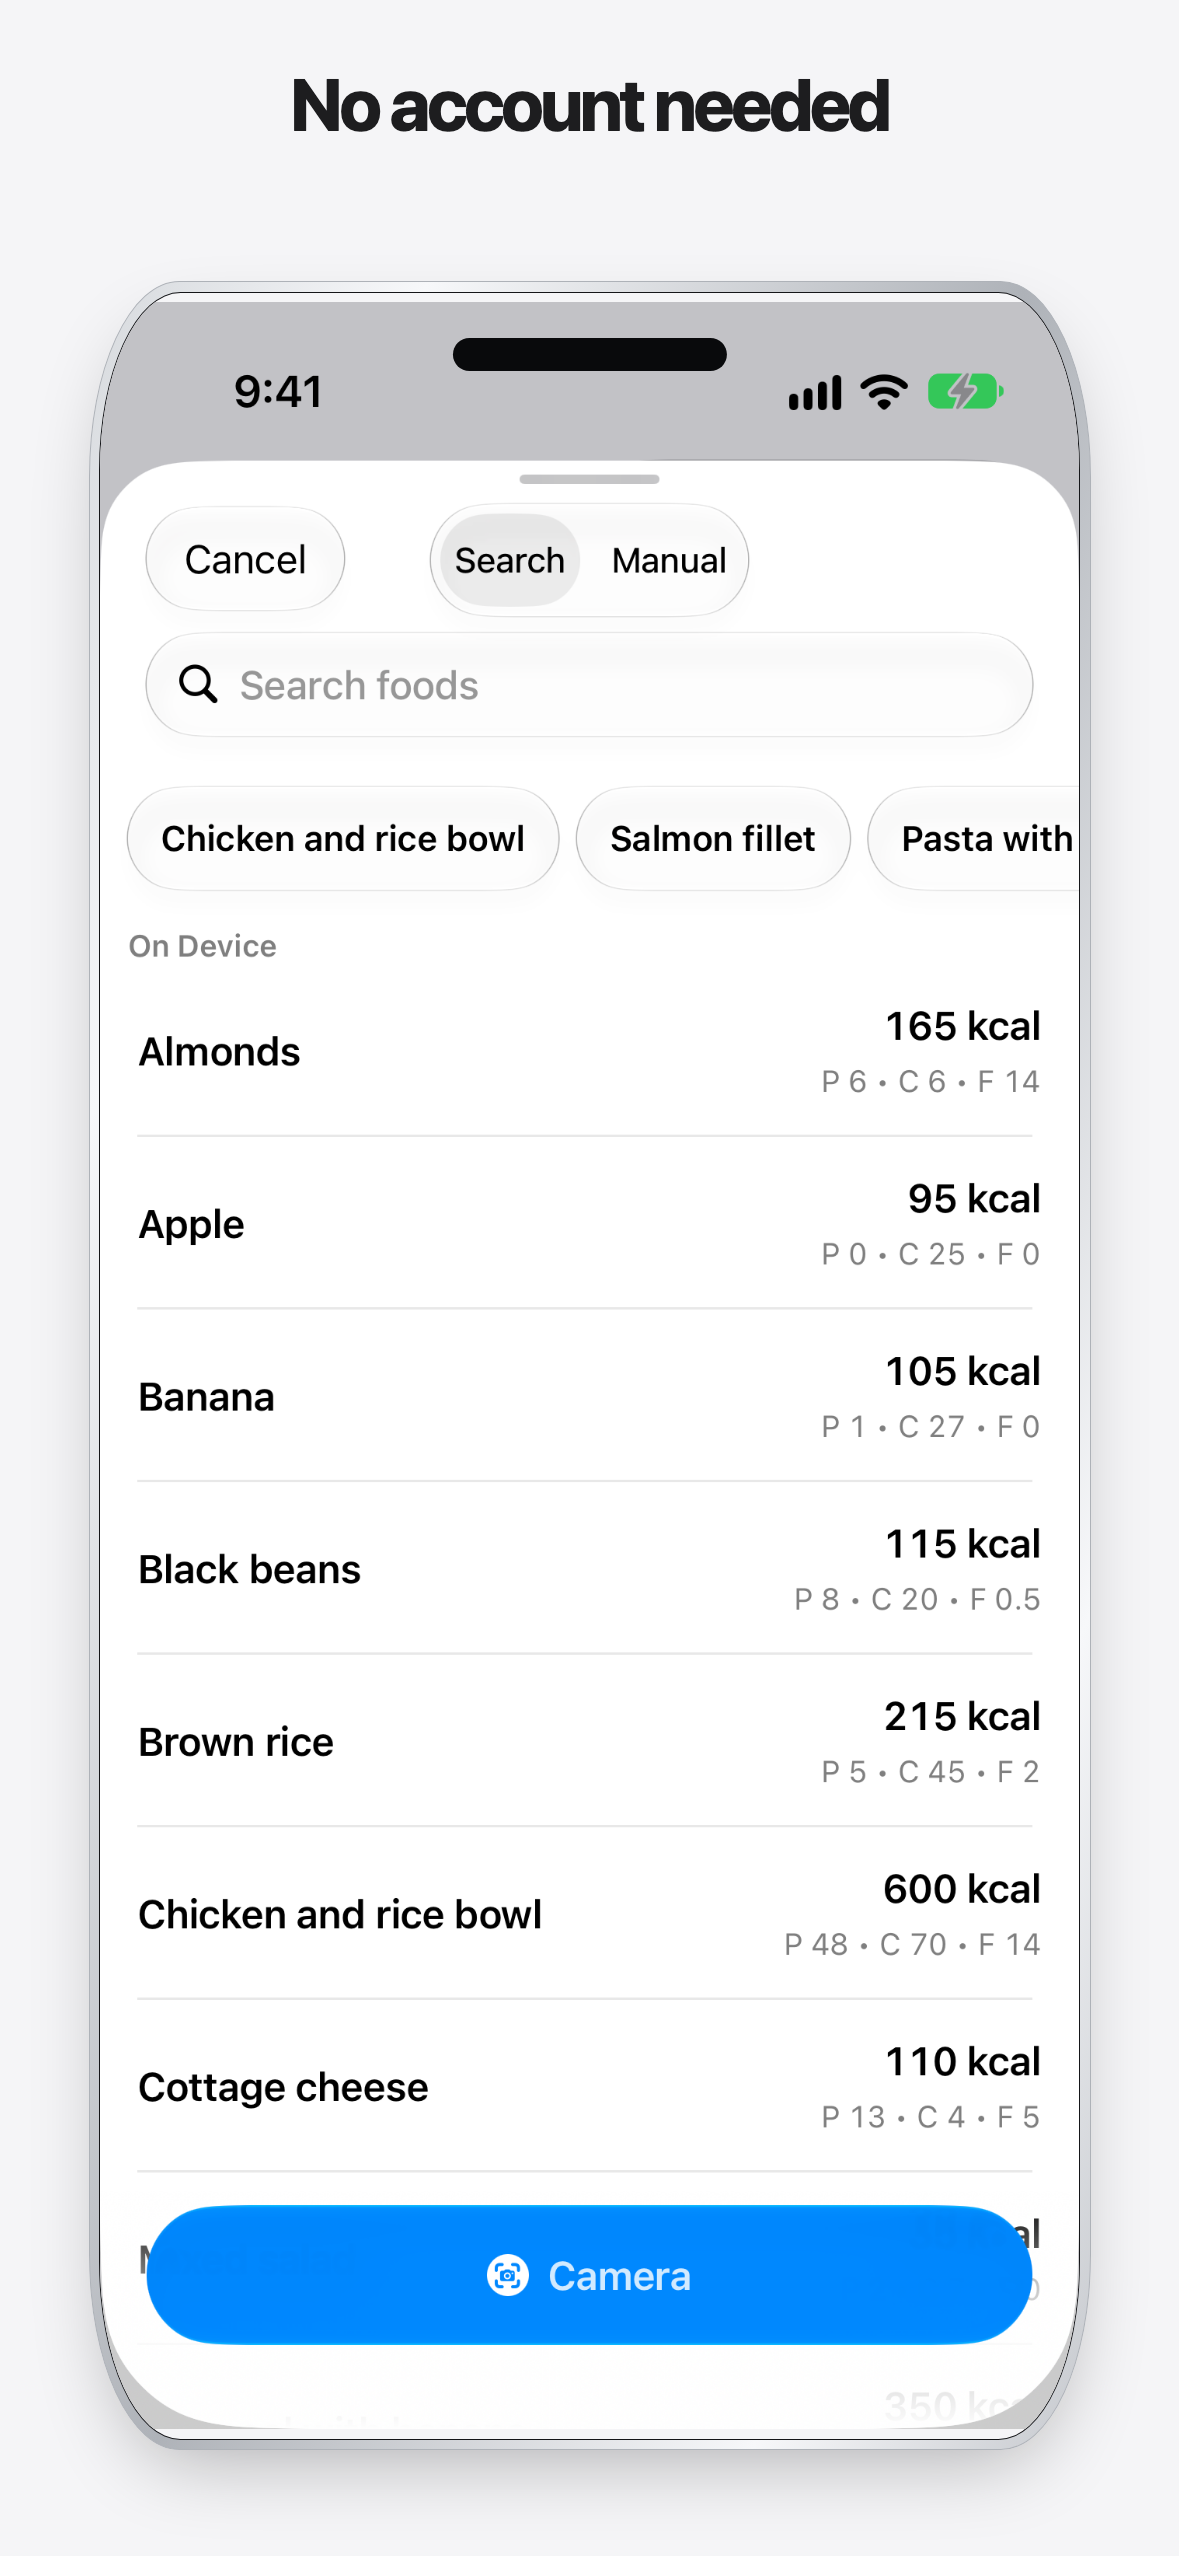 No account needed
9:41
Cancel
Search Manual
Search foods
Chicken and rice bowl Salmon fillet Pasta with
On Device
165 kcal
Almonds
P 6 • C 6 • F 14
95 kcal
Apple
P 0 • C 25 • F 0
105 kcal
Banana
P 1 • C 27 • F 0
115 kcal
Black beans
P 8 • C 20 • F 0.5
215 kcal
Brown rice
P 5 • C 45 • F 2
600 kcal
Chicken and rice bowl
P 48 • C 70 • F 14
110 kcal
Cottage cheese
P 13 • C 4 • F 5
Camera
350